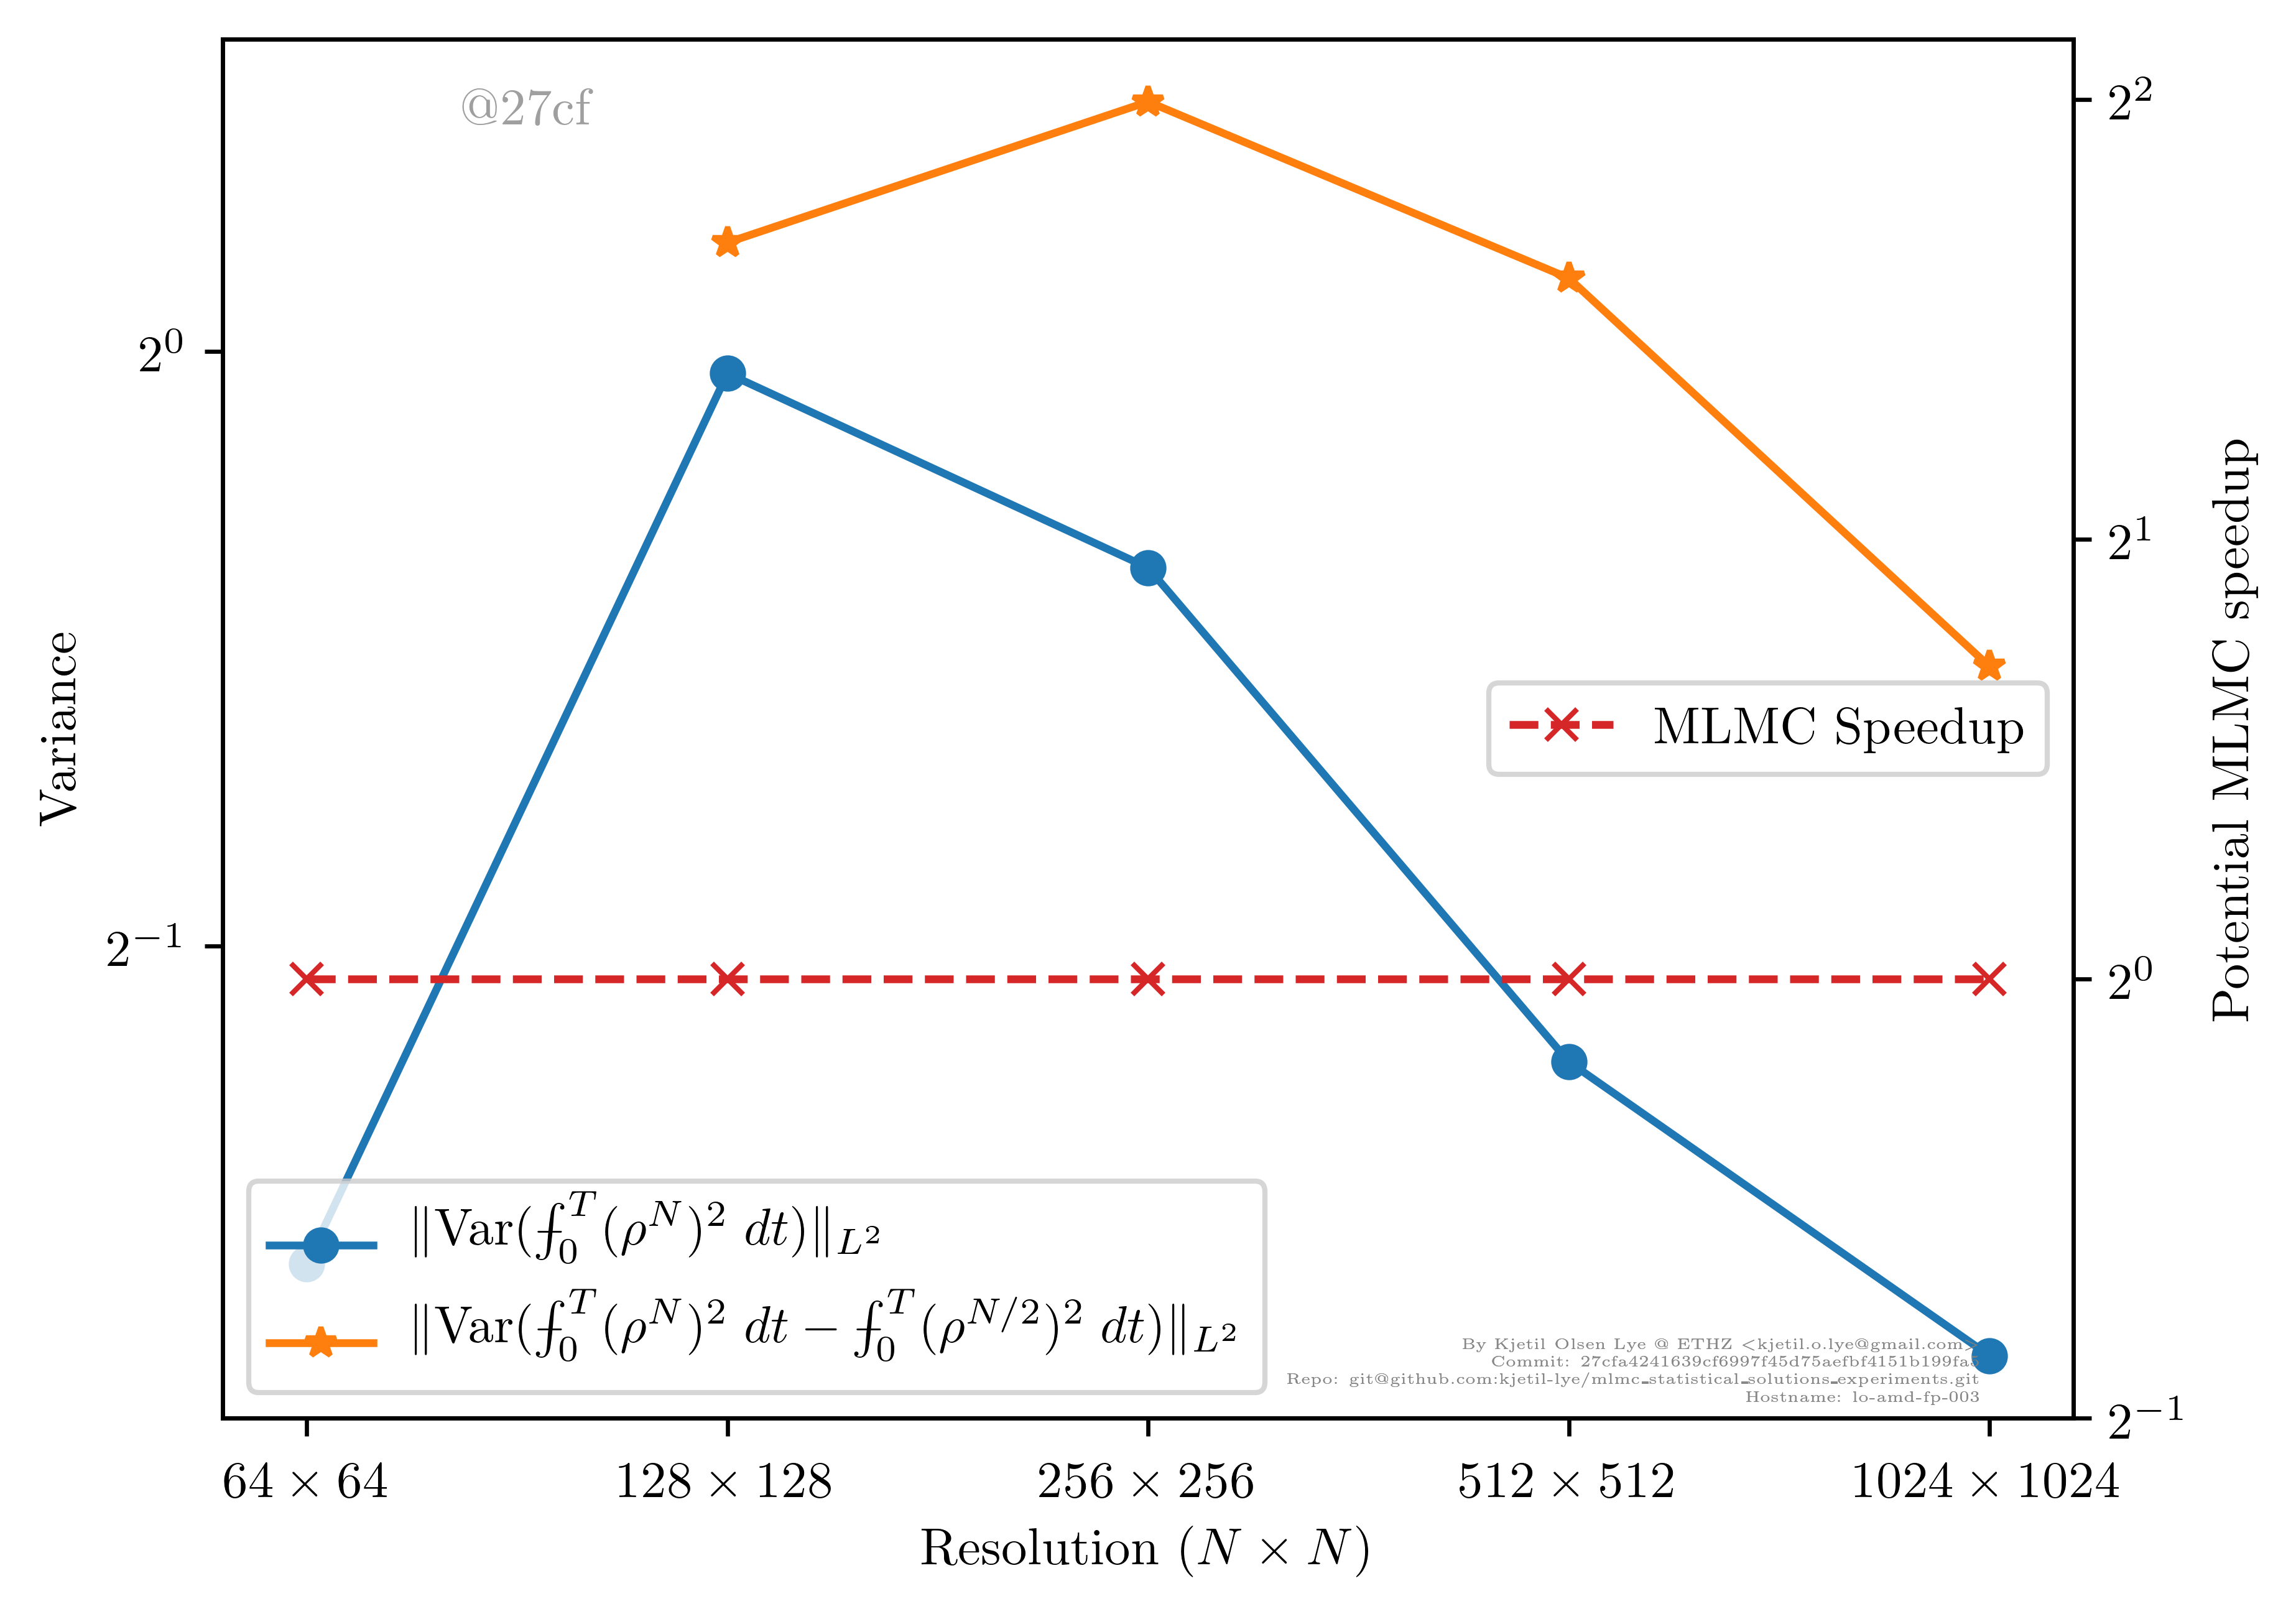 @27cf
2^2
2^0
2^1
Variance
Potential MLMC speedup
MLMC Speedup
2^{-1}
2^0
‖Var(⨍_0^T (ρ^N)^2 dt)‖_{L^2}
‖Var(⨍_0^T (ρ^N)^2 dt − ⨍_0^T (ρ^{N/2})^2 dt)‖_{L^2}
By Kjetil Olsen Lye @ ETHZ <kjetil.o.lye@gmail.com>
Commit: 27cfa4241639cf6997f45d75aefbf4151b199fa5
Repo: git@github.com:kjetil-lye/mlmc_statistical_solutions_experiments.git
Hostname: lo-amd-fp-003
2^{-1}
64 × 64
128 × 128
256 × 256
512 × 512
1024 × 1024
Resolution (N × N)